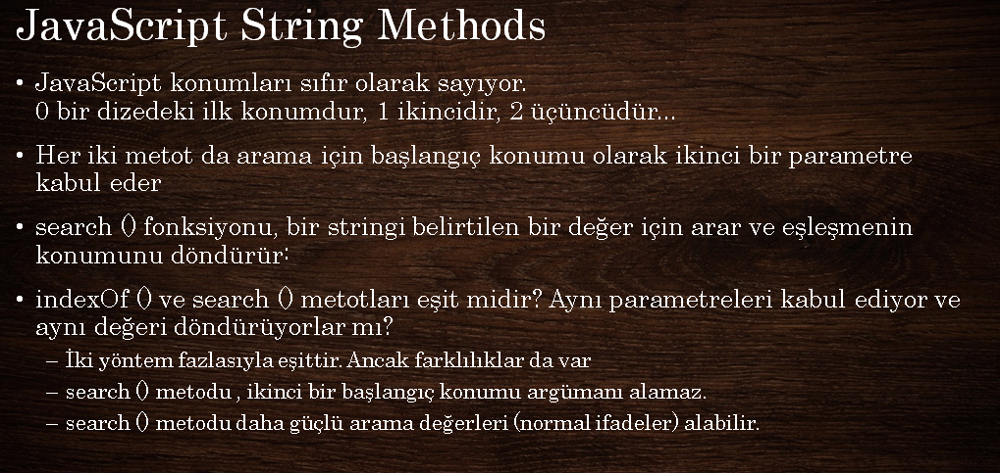 JavaScript String Methods
• JavaScript konumları sıfır olarak sayıyor.
0 bir dizedeki ilk konumdur, 1 ikincidir, 2 üçüncüdür...
• Her iki metot da arama için başlangıç konumu olarak ikinci bir parametre
kabul eder
• search () fonksiyonu, bir stringi belirtilen bir değer için arar ve eşleşmenin
konumunu döndürür:
• indexOf () ve search () metotları eşit midir? Aynı parametreleri kabul ediyor ve
aynı değeri döndürüyorlar mı?
– İki yöntem fazlasıyla eşittir. Ancak farklılıklar da var
– search () metodu , ikinci bir başlangıç konumu argümanı alamaz.
– search () metodu daha güçlü arama değerleri (normal ifadeler) alabilir.